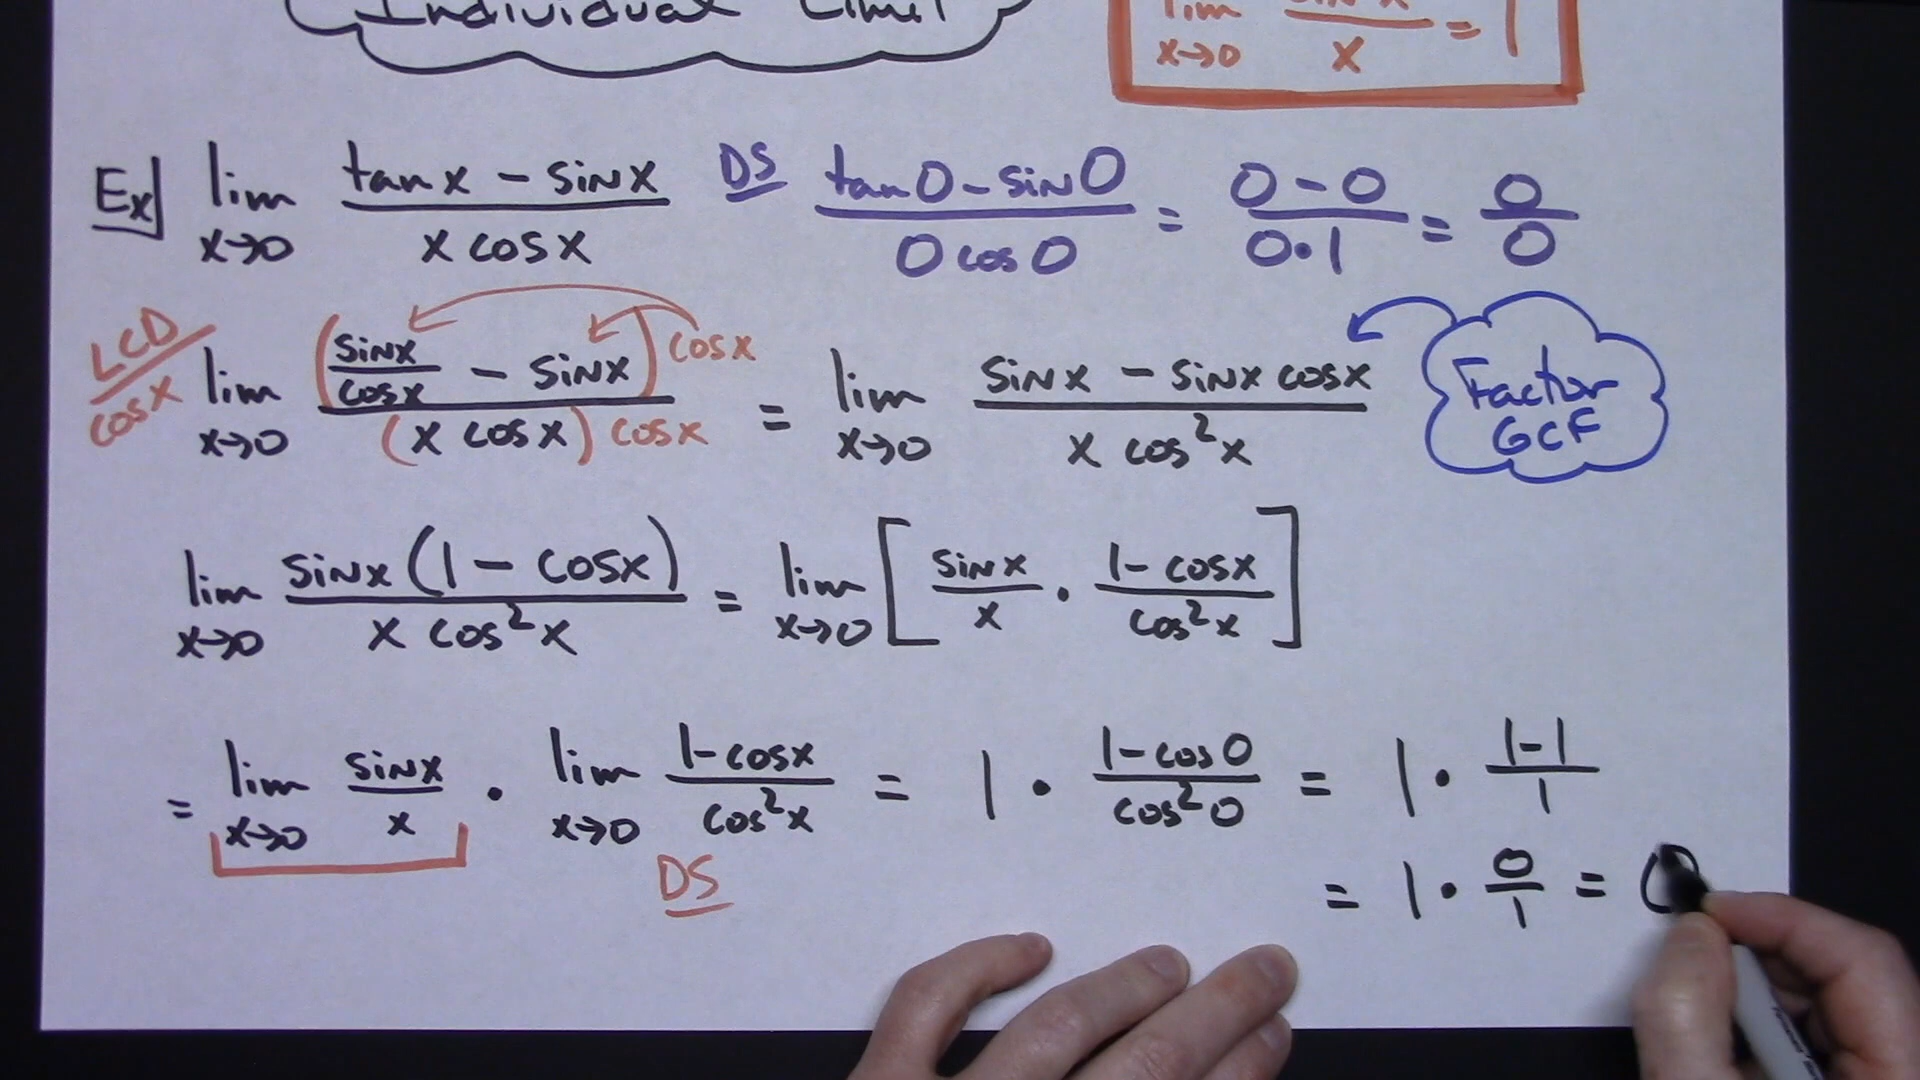 Individual Limit
lim x→0 sin x / x = 1
Ex lim x→0 (tan x − sin x) / (x cos x) DS (tan 0 − sin 0) / (0 cos 0) = (0 − 0) / (0 • 1) = 0 / 0
LCD cos x lim x→0 (sin x / cos x − sin x) cos x / (x cos x) cos x = lim x→0 (sin x − sin x cos x) / (x cos² x) Factor GCF
lim x→0 sin x (1 − cos x) / (x cos² x) = lim x→0 [ sin x / x • (1 − cos x) / (cos² x) ]
= lim x→0 sin x / x • lim x→0 (1 − cos x) / (cos² x) = 1 • (1 − cos 0) / (cos² 0) = 1 • (1 − 1) / 1
DS = 1 • 0 / 1 = 0